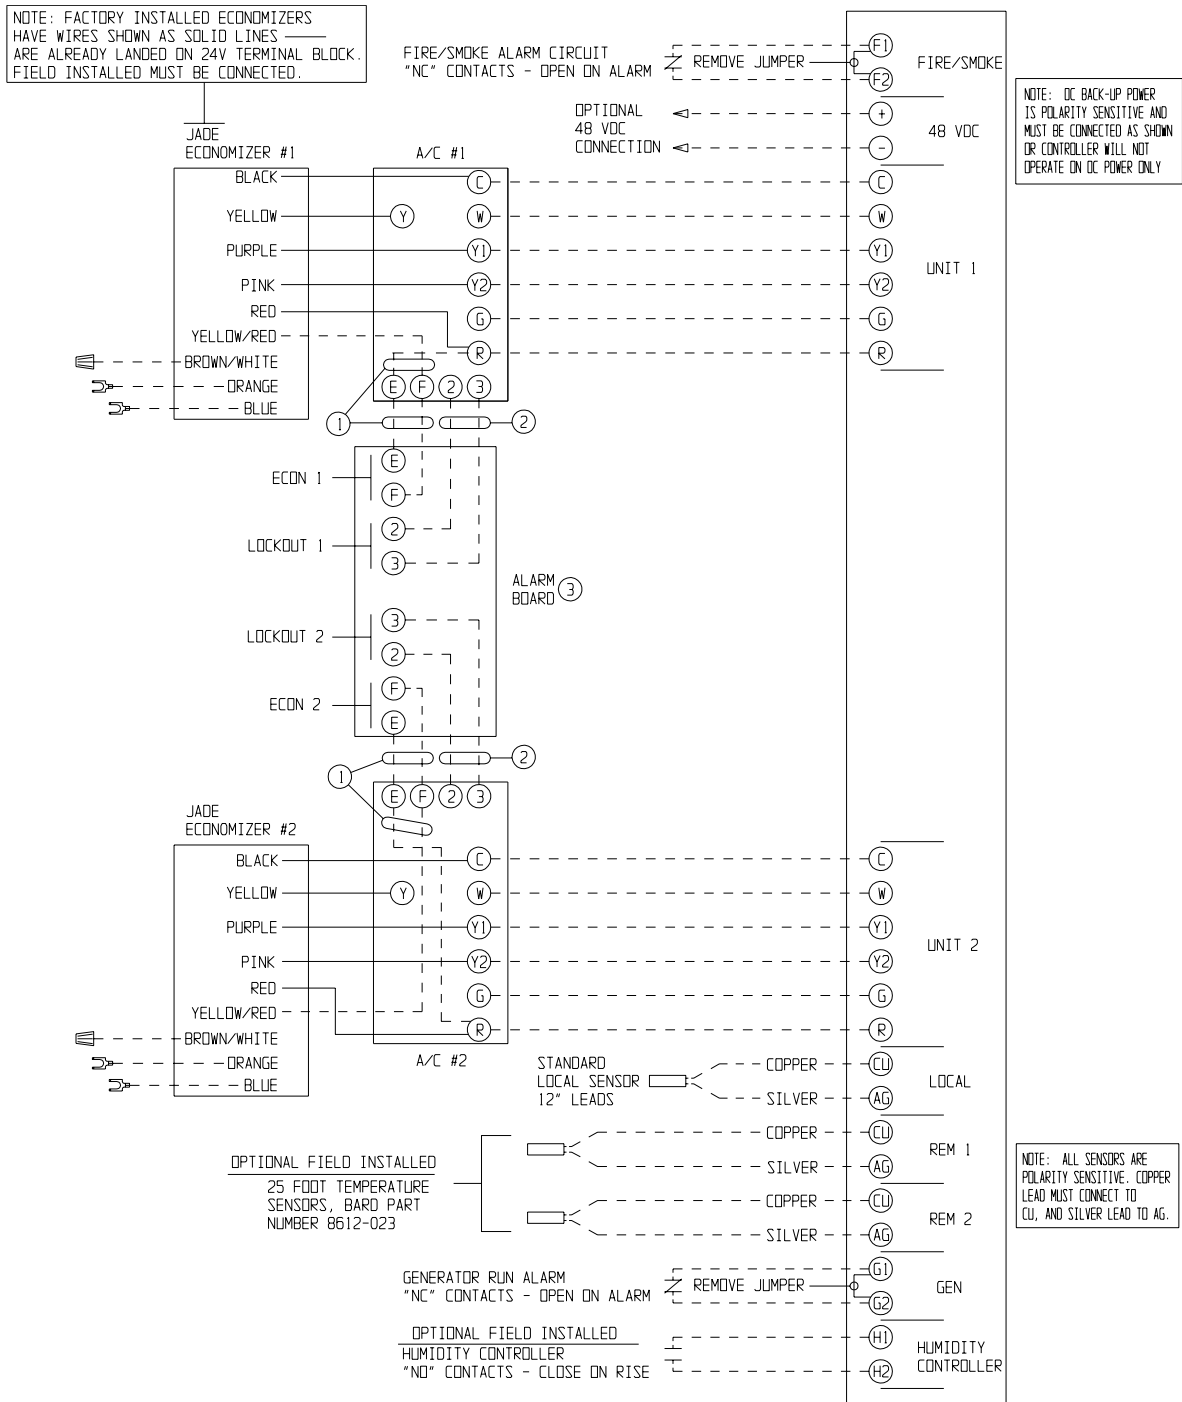 NOTE: FACTORY INSTALLED ECONOMIZERS
HAVE WIRES SHOWN AS SOLID LINES
ARE ALREADY LANDED ON 24V TERMINAL BLOCK.
FIELD INSTALLED MUST BE CONNECTED.
FIRE/SMOKE ALARM CIRCUIT
"NC" CONTACTS - OPEN ON ALARM
REMOVE JUMPER
F1
F2
FIRE/SMOKE
OPTIONAL
48 VDC
CONNECTION
+
-
48 VDC
NOTE: DC BACK-UP POWER
IS POLARITY SENSITIVE AND
MUST BE CONNECTED AS SHOWN
OR CONTROLLER WILL NOT
OPERATE ON DC POWER ONLY
JADE
ECONOMIZER #1
A/C #1
BLACK
YELLOW
PURPLE
PINK
RED
YELLOW/RED
BROWN/WHITE
ORANGE
BLUE
Y
C
W
Y1
Y2
G
R
E F 2 3
C
W
Y1
Y2
G
R
UNIT 1
1
2
ECON 1
E
F
LOCKOUT 1
2
3
ALARM
BOARD
3
LOCKOUT 2
3
2
ECON 2
F
E
1
2
E F 2 3
JADE
ECONOMIZER #2
BLACK
YELLOW
PURPLE
PINK
RED
YELLOW/RED
BROWN/WHITE
ORANGE
BLUE
Y
C
W
Y1
Y2
G
R
A/C #2
C
W
Y1
Y2
G
R
UNIT 2
STANDARD
LOCAL SENSOR
12" LEADS
COPPER
SILVER
CU
AG
LOCAL
OPTIONAL FIELD INSTALLED
25 FOOT TEMPERATURE
SENSORS, BARD PART
NUMBER 8612-023
COPPER
SILVER
CU
AG
REM 1
COPPER
SILVER
CU
AG
REM 2
NOTE: ALL SENSORS ARE
POLARITY SENSITIVE. COPPER
LEAD MUST CONNECT TO
CU, AND SILVER LEAD TO AG.
GENERATOR RUN ALARM
"NC" CONTACTS - OPEN ON ALARM
REMOVE JUMPER
G1
G2
GEN
OPTIONAL FIELD INSTALLED
HUMIDITY CONTROLLER
"NO" CONTACTS - CLOSE ON RISE
H1
H2
HUMIDITY
CONTROLLER